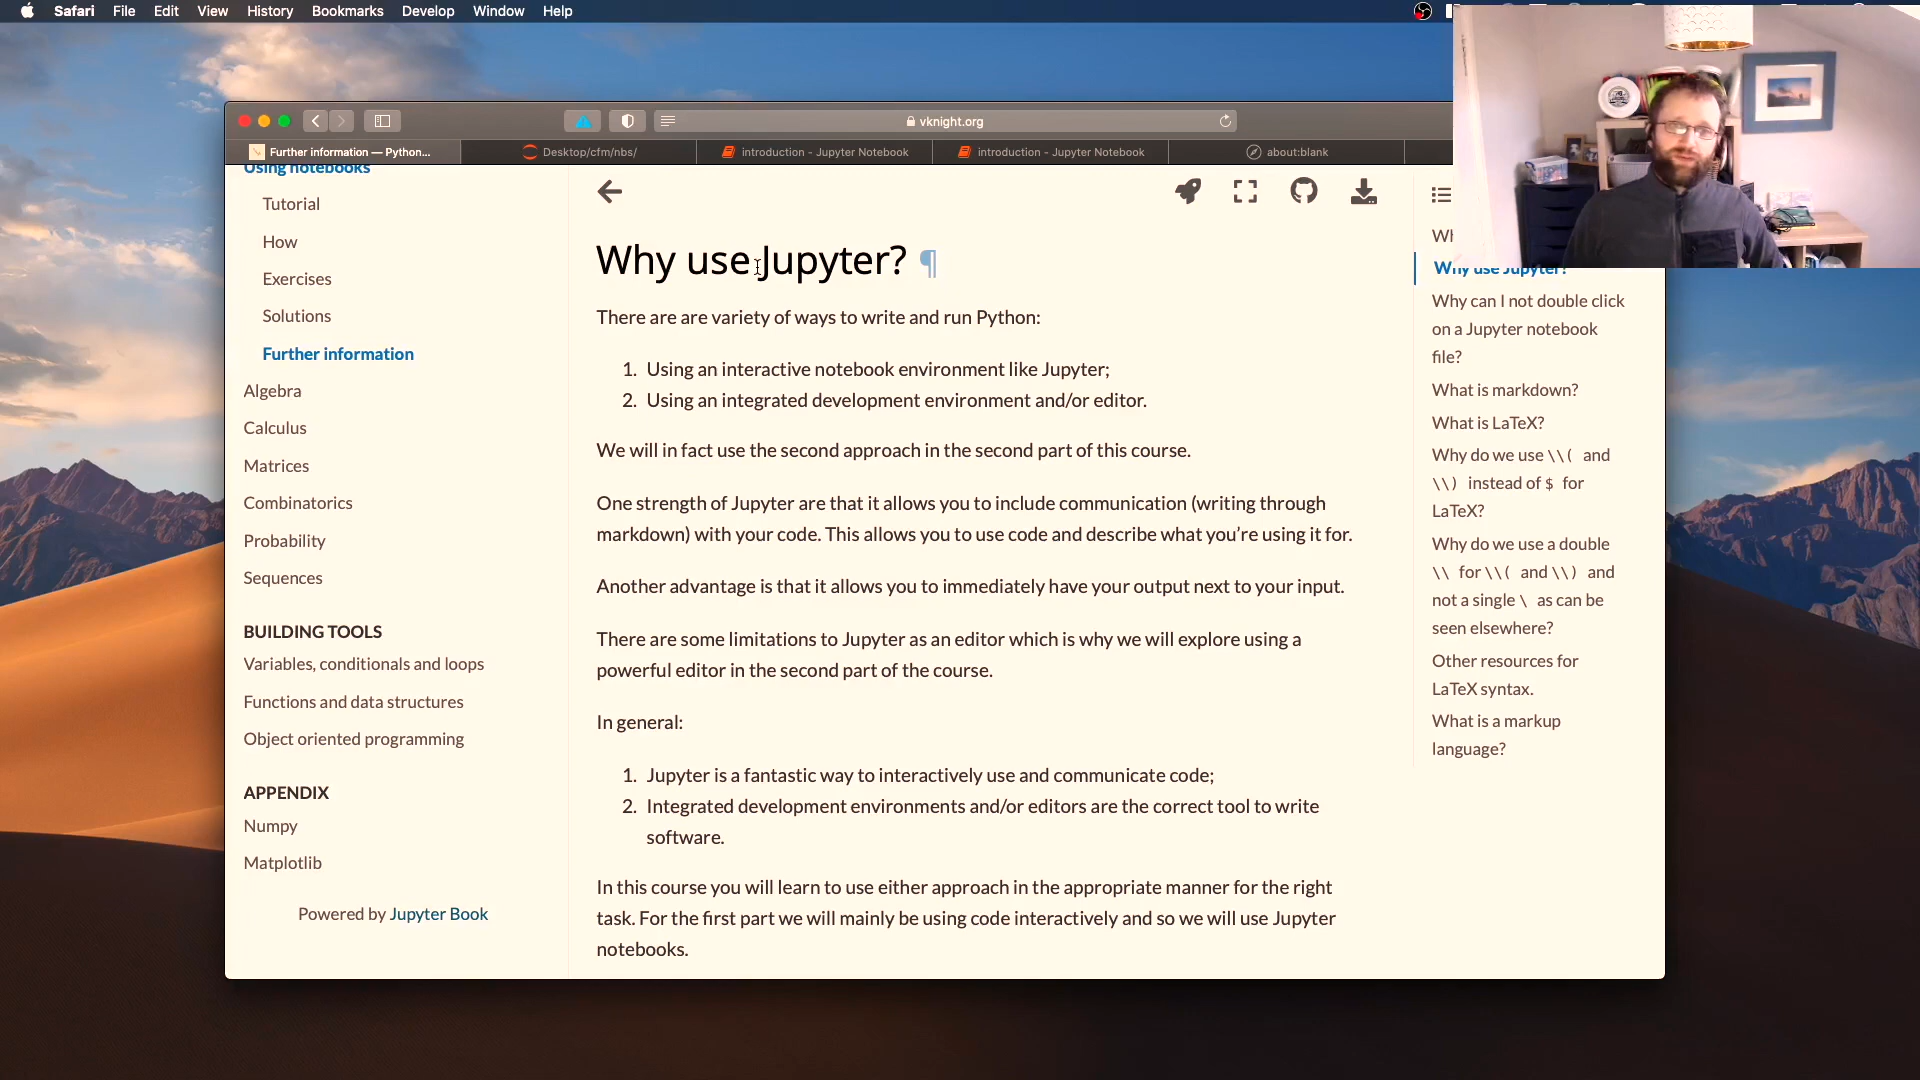 Safari File Edit View History Bookmarks Develop Window Help
vknight.org
Further information — Python...
Desktop/cfm/nbs/
introduction - Jupyter Notebook
introduction - Jupyter Notebook
about:blank
Using notebooks
Tutorial
How
Exercises
Solutions
Further information
Algebra
Calculus
Matrices
Combinatorics
Probability
Sequences
BUILDING TOOLS
Variables, conditionals and loops
Functions and data structures
Object oriented programming
APPENDIX
Numpy
Matplotlib
Powered by Jupyter Book
Why use Jupyter? ¶
There are are variety of ways to write and run Python:
1. Using an interactive notebook environment like Jupyter;
2. Using an integrated development environment and/or editor.
We will in fact use the second approach in the second part of this course.
One strength of Jupyter are that it allows you to include communication (writing through
markdown) with your code. This allows you to use code and describe what you’re using it for.
Another advantage is that it allows you to immediately have your output next to your input.
There are some limitations to Jupyter as an editor which is why we will explore using a
powerful editor in the second part of the course.
In general:
1. Jupyter is a fantastic way to interactively use and communicate code;
2. Integrated development environments and/or editors are the correct tool to write
software.
In this course you will learn to use either approach in the appropriate manner for the right
task. For the first part we will mainly be using code interactively and so we will use Jupyter
notebooks.
Why use Jupyter?
Why can I not double click
on a Jupyter notebook
file?
What is markdown?
What is LaTeX?
Why do we use \\( and
\\) instead of $ for
LaTeX?
Why do we use a double
\\ for \\( and \\) and
not a single \ as can be
seen elsewhere?
Other resources for
LaTeX syntax.
What is a markup
language?